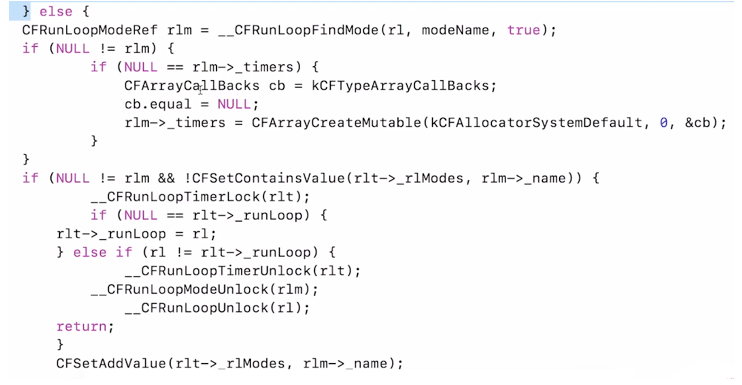 } else {
CFRunLoopModeRef rlm = __CFRunLoopFindMode(rl, modeName, true);
if (NULL != rlm) {
if (NULL == rlm->_timers) {
CFArrayCallBacks cb = kCFTypeArrayCallBacks;
cb.equal = NULL;
rlm->_timers = CFArrayCreateMutable(kCFAllocatorSystemDefault, 0, &cb);
}
}
if (NULL != rlm && !CFSetContainsValue(rlt->_rlModes, rlm->_name)) {
__CFRunLoopTimerLock(rlt);
if (NULL == rlt->_runLoop) {
rlt->_runLoop = rl;
} else if (rl != rlt->_runLoop) {
__CFRunLoopTimerUnlock(rlt);
__CFRunLoopModeUnlock(rlm);
__CFRunLoopUnlock(rl);
return;
}
CFSetAddValue(rlt->_rlModes, rlm->_name);